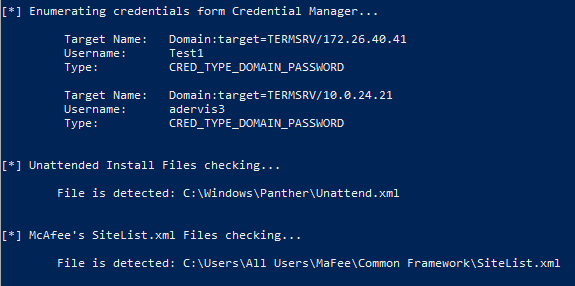 [*] Enumerating credentials form Credential Manager...
Target Name: Domain:target=TERMSRV/172.26.40.41
Username: Test1
Type: CRED_TYPE_DOMAIN_PASSWORD
Target Name: Domain:target=TERMSRV/10.0.24.21
Username: adervis3
Type: CRED_TYPE_DOMAIN_PASSWORD
[*] Unattended Install Files checking...
File is detected: C:\Windows\Panther\Unattend.xml
[*] McAfee's SiteList.xml Files checking...
File is detected: C:\Users\All Users\MaFee\Common Framework\SiteList.xml